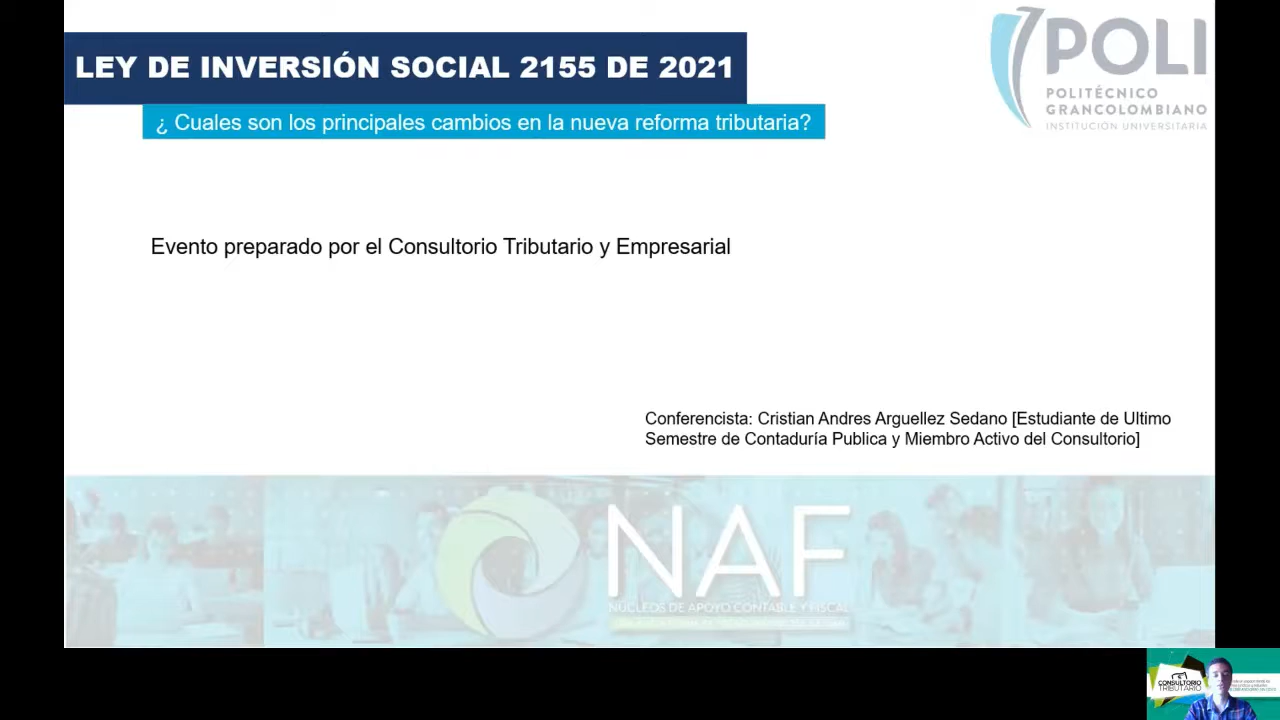 LEY DE INVERSIÓN SOCIAL 2155 DE 2021
¿ Cuales son los principales cambios en la nueva reforma tributaria?
POLI
POLITÉCNICO
GRANCOLOMBIANO
INSTITUCIÓN UNIVERSITARIA
Evento preparado por el Consultorio Tributario y Empresarial
Conferencista: Cristian Andres Arguellez Sedano [Estudiante de Ultimo
Semestre de Contaduría Publica y Miembro Activo del Consultorio]
NAF
NÚCLEOS DE APOYO CONTABLE Y FISCAL
CONSULTORIO
TRIBUTARIO